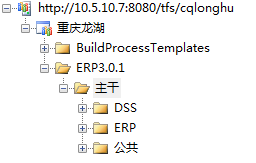 http://10.5.10.7:8080/tfs/cqlonghu
重庆龙湖
BuildProcessTemplates
ERP3.0.1
主干
DSS
ERP
公共